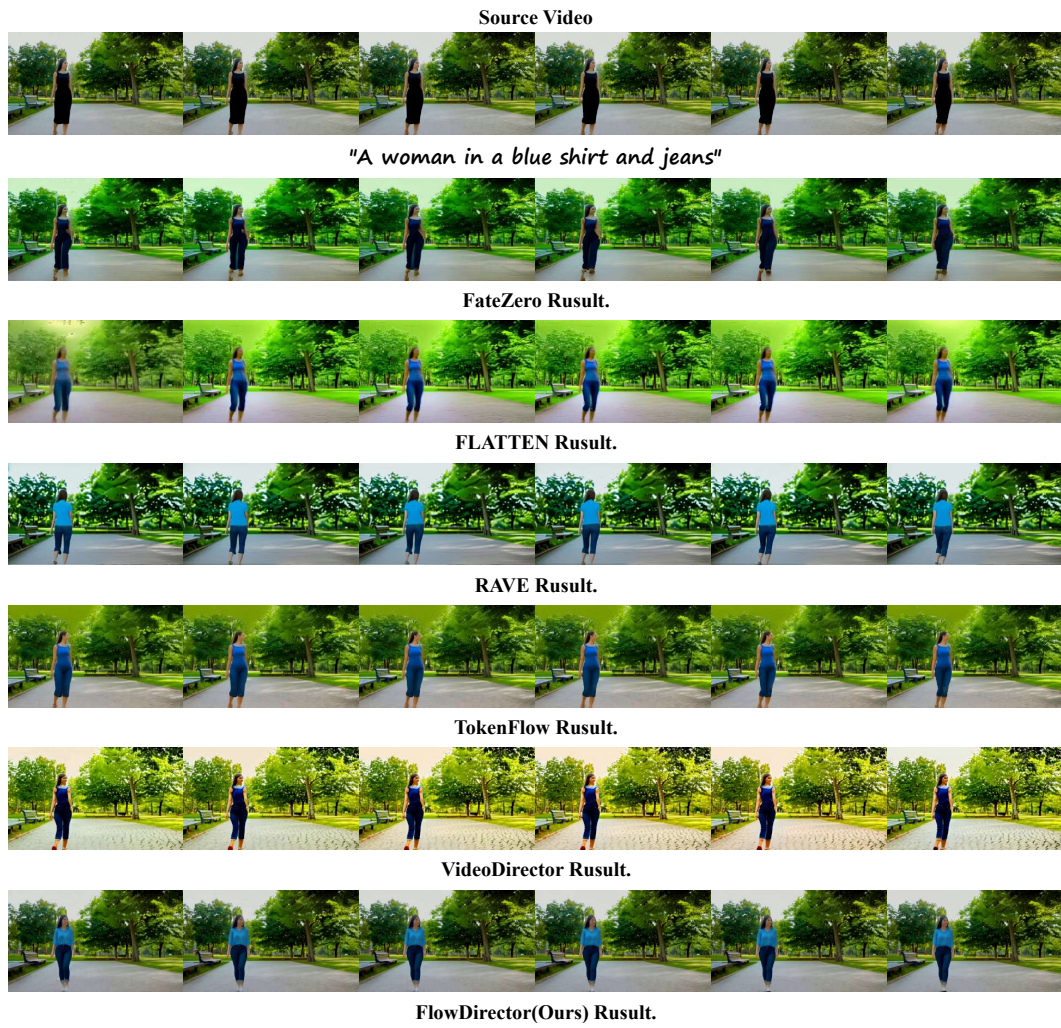 Source Video
"A woman in a blue shirt and jeans"
FateZero Rusult.
FLATTEN Rusult.
RAVE Rusult.
TokenFlow Rusult.
VideoDirector Rusult.
FlowDirector(Ours) Rusult.